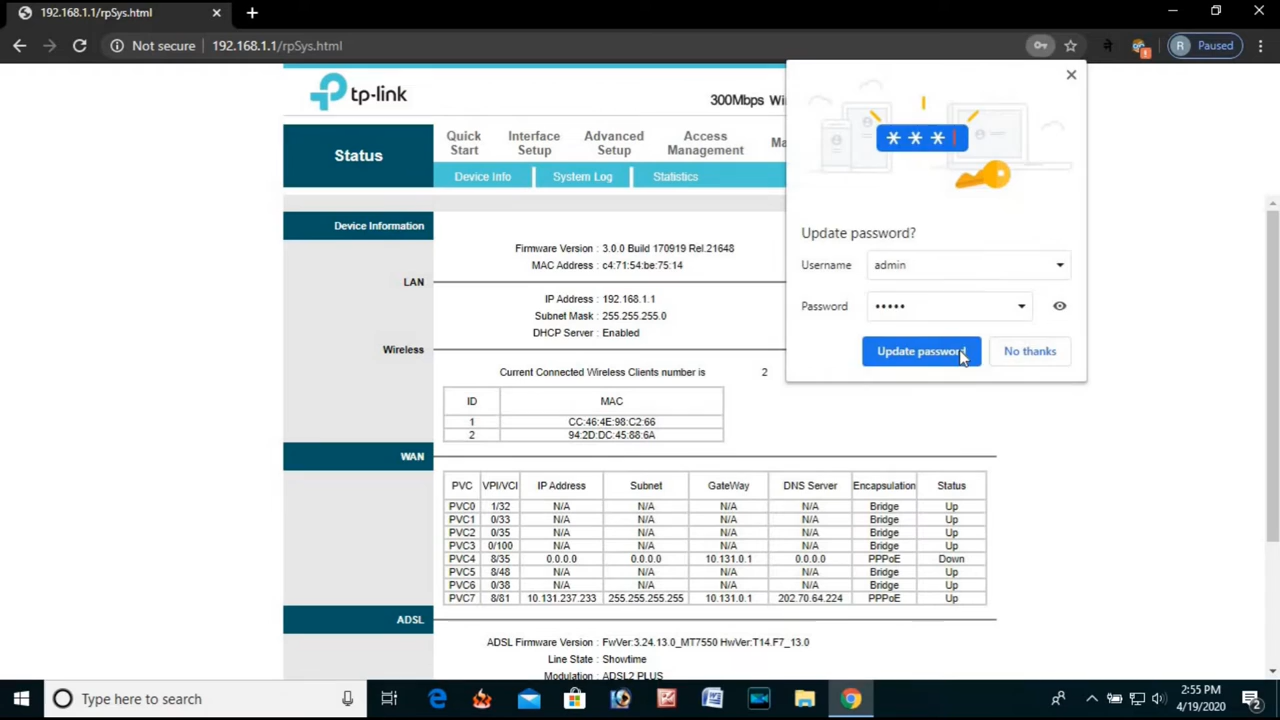 192.168.1.1/rpSys.html
Not secure 192.168.1.1/rpSys.html
R Paused
tp-link
300Mbps
Status
Quick Start
Interface Setup
Advanced Setup
Access Management
Device Info
System Log
Statistics
* * *
Update password?
Username admin
Password •••••
Update password
No thanks
Device Information
Firmware Version : 3.0.0 Build 170919 Rel.21648
MAC Address : c4:71:54:be:75:14
LAN
IP Address : 192.168.1.1
Subnet Mask : 255.255.255.0
DHCP Server : Enabled
Wireless
Current Connected Wireless Clients number is 2
ID MAC
1 CC:46:4E:98:C2:66
2 94:2D:DC:45:88:6A
WAN
PVC VPI/VCI IP Address Subnet GateWay DNS Server Encapsulation Status
PVC0 1/32 N/A N/A N/A N/A Bridge Up
PVC1 0/33 N/A N/A N/A N/A Bridge Up
PVC2 0/35 N/A N/A N/A N/A Bridge Up
PVC3 0/100 N/A N/A N/A N/A Bridge Up
PVC4 8/35 0.0.0.0 0.0.0.0 10.131.0.1 0.0.0.0 PPPoE Down
PVC5 8/48 N/A N/A N/A N/A Bridge Up
PVC6 0/38 N/A N/A N/A N/A Bridge Up
PVC7 8/81 10.131.237.233 255.255.255.255 10.131.0.1 202.70.64.224 PPPoE Up
ADSL
ADSL Firmware Version : FwVer:3.24.13.0_MT7550 HwVer:T14.F7_13.0
Line State : Showtime
Modulation : ADSL2 PLUS
Type here to search
2:55 PM
4/19/2020
2